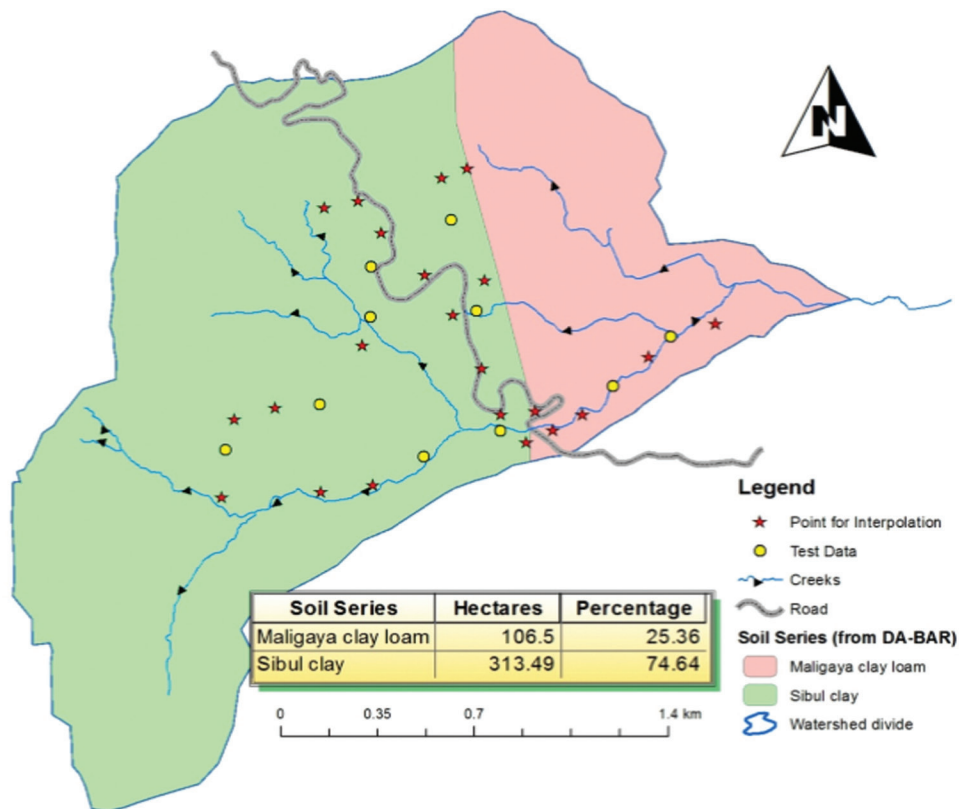 N
Legend
Point for Interpolation
Test Data
Creeks
Road
Soil Series (from DA-BAR)
Maligaya clay loam
Sibul clay
Watershed divide
Soil Series Hectares Percentage
Maligaya clay loam 106.5 25.36
Sibul clay 313.49 74.64
0 0.35 0.7 1.4 km